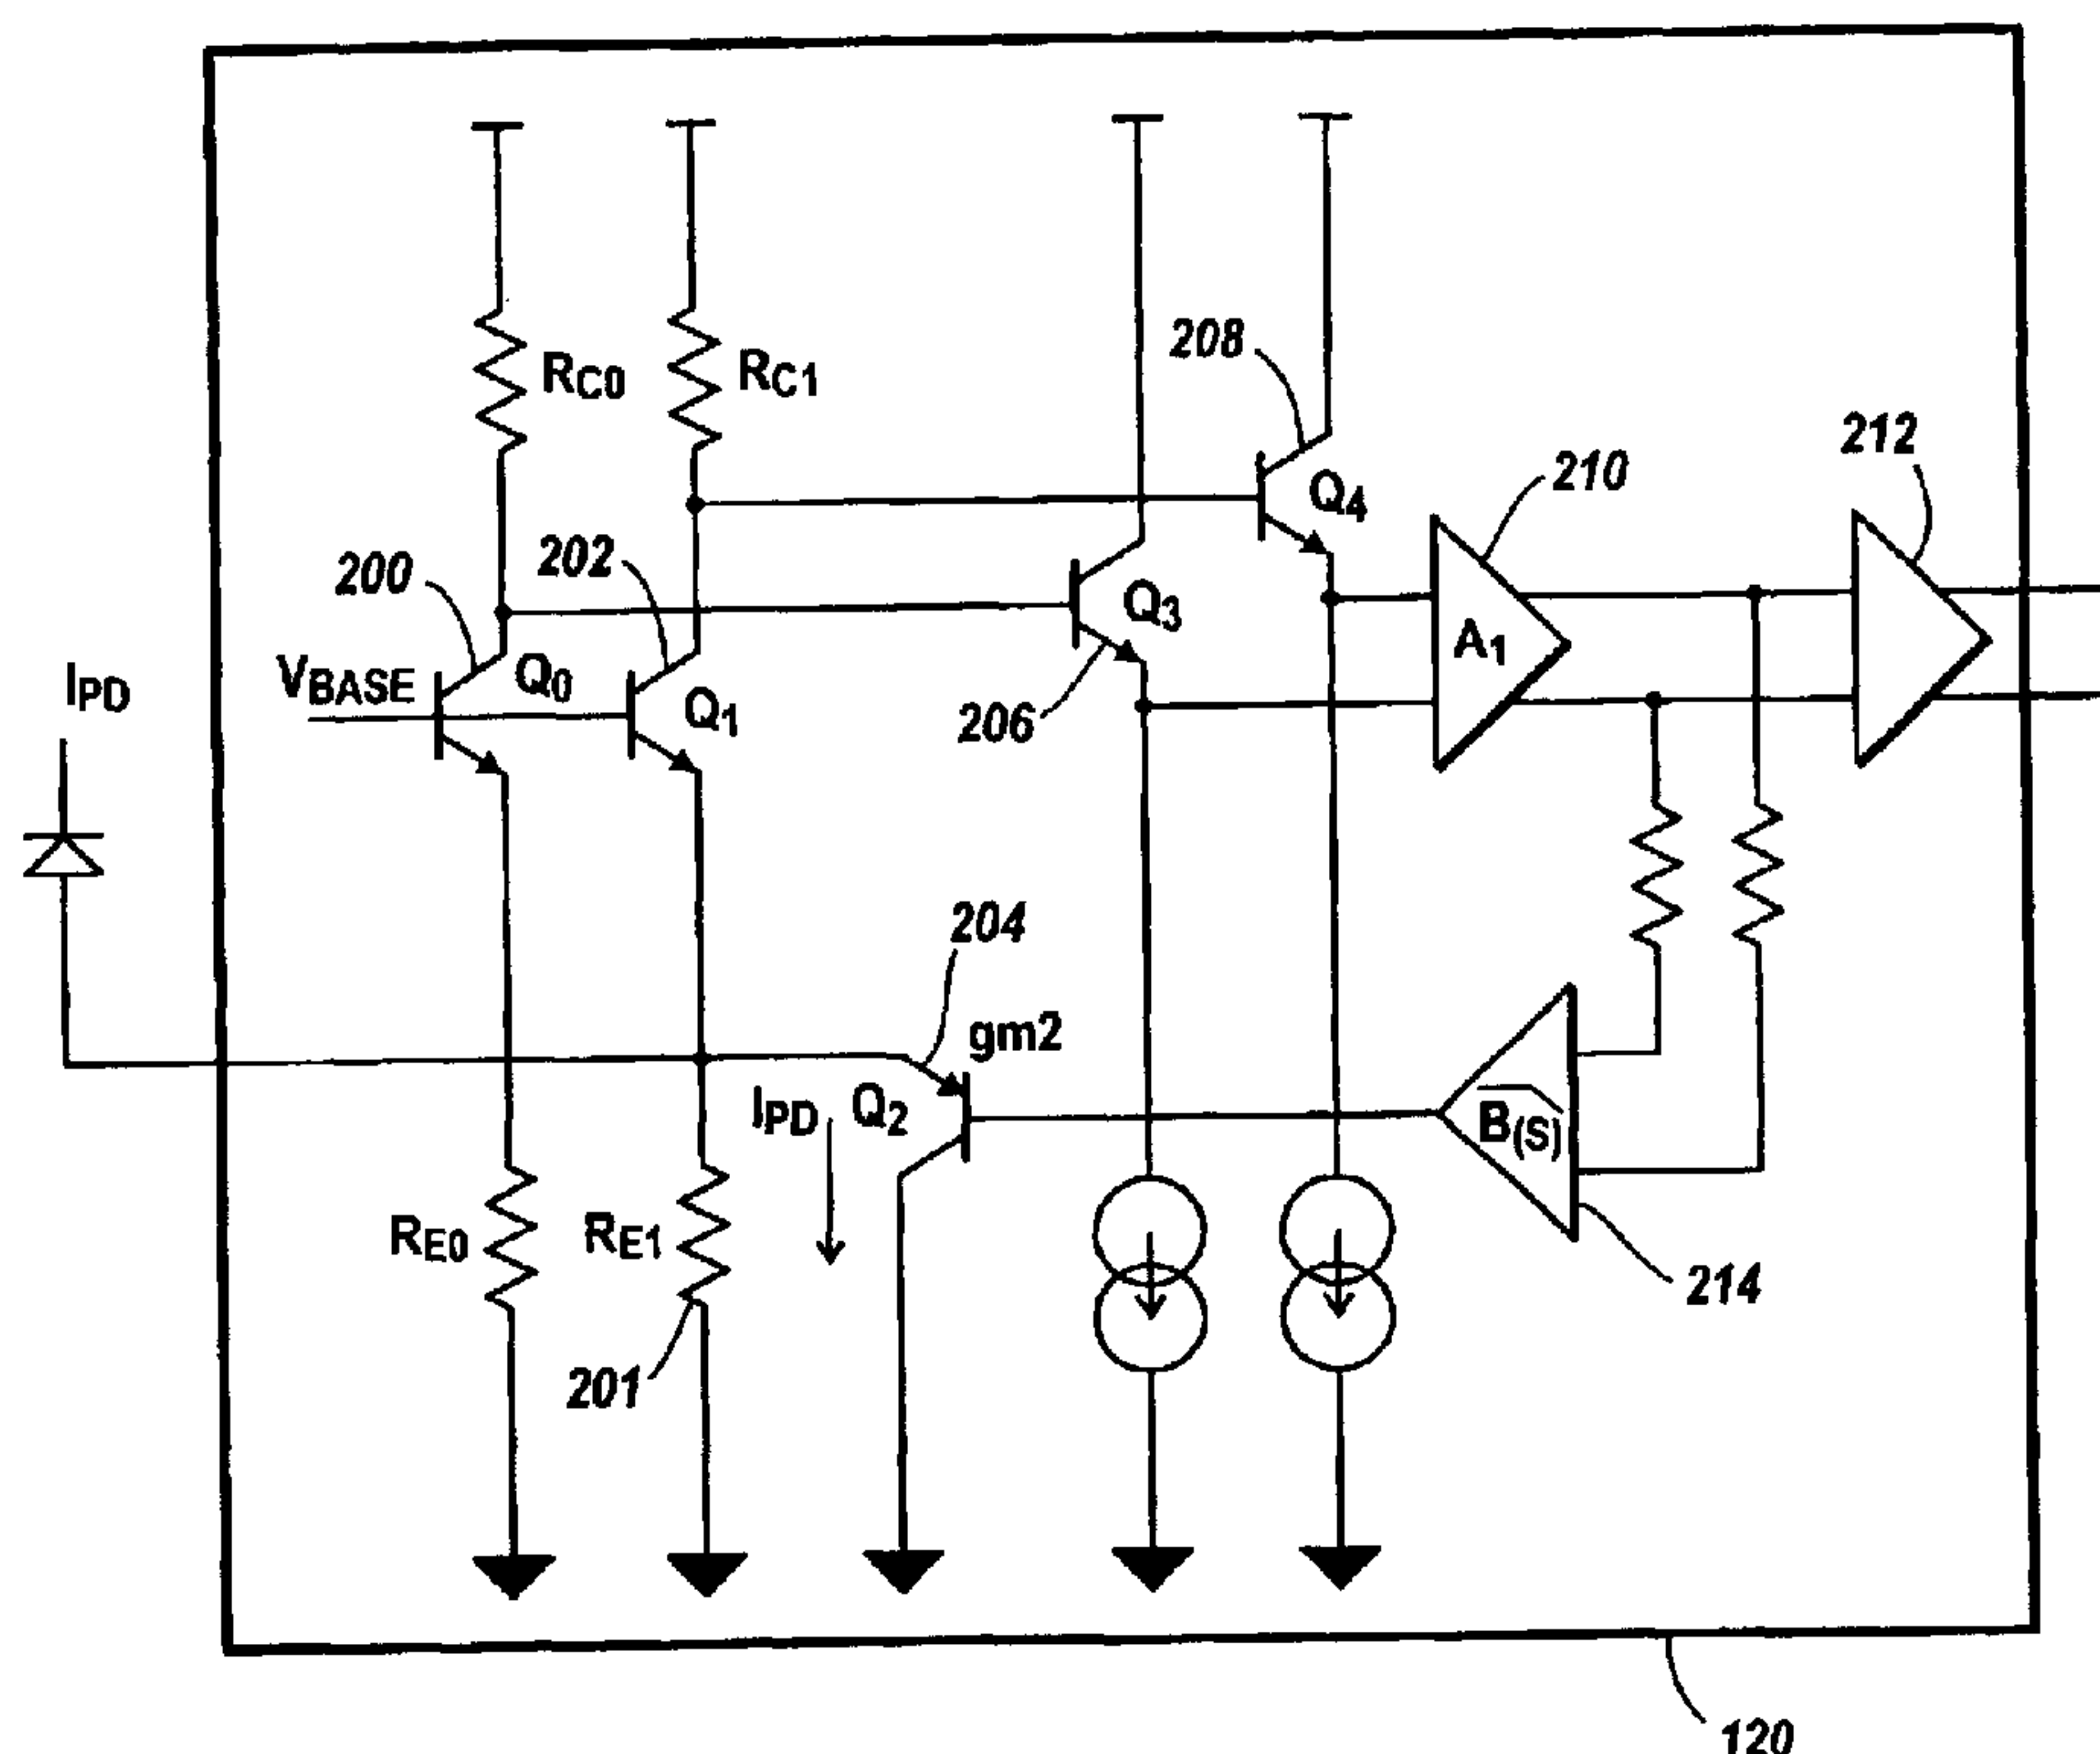 208
212
RC0
RC1
210
Q4
200
202
Q3
A1
IPD
VBASE
Q0
Q1
206
204
gm2
IPD
Q2
B(S)
RE0
RE1
214
201
120